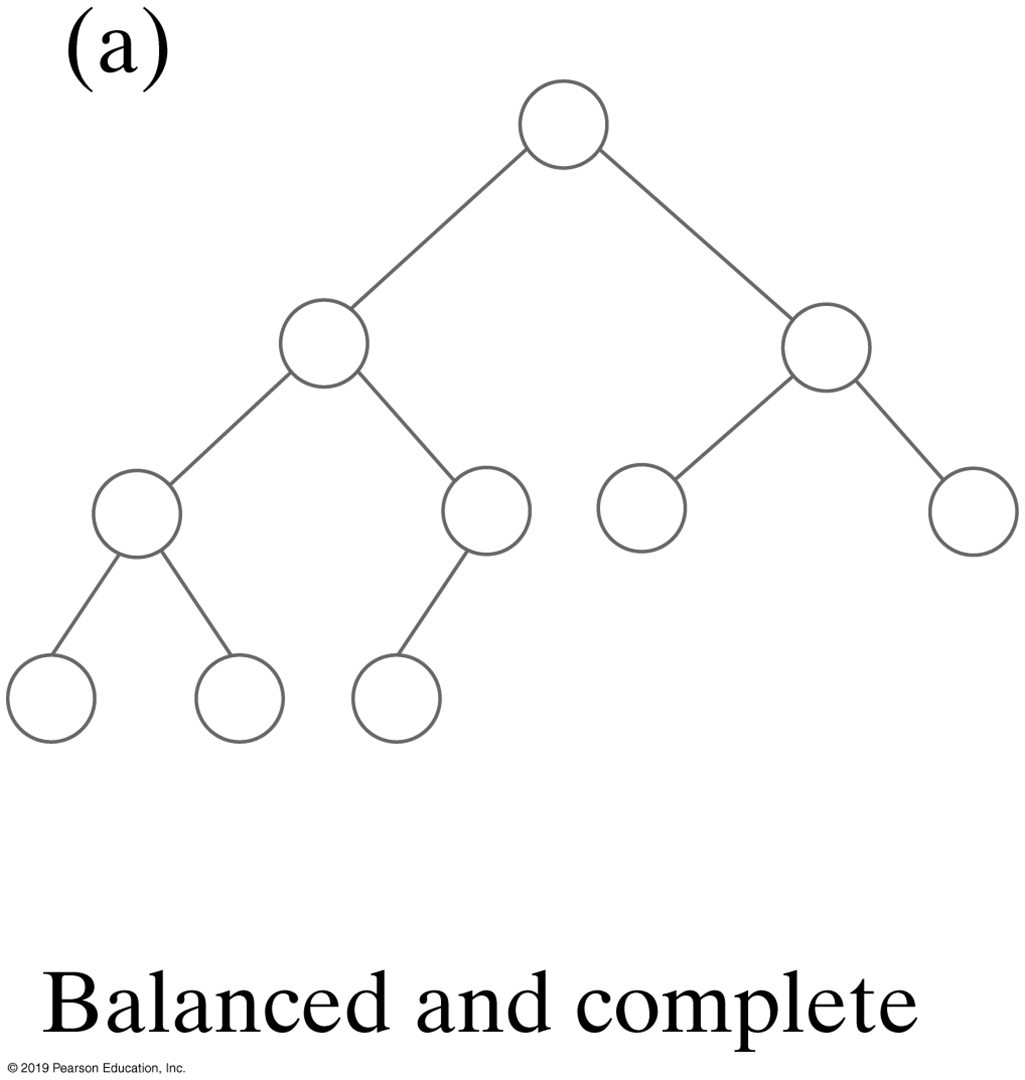 (a)
Balanced and complete
© 2019 Pearson Education, Inc.